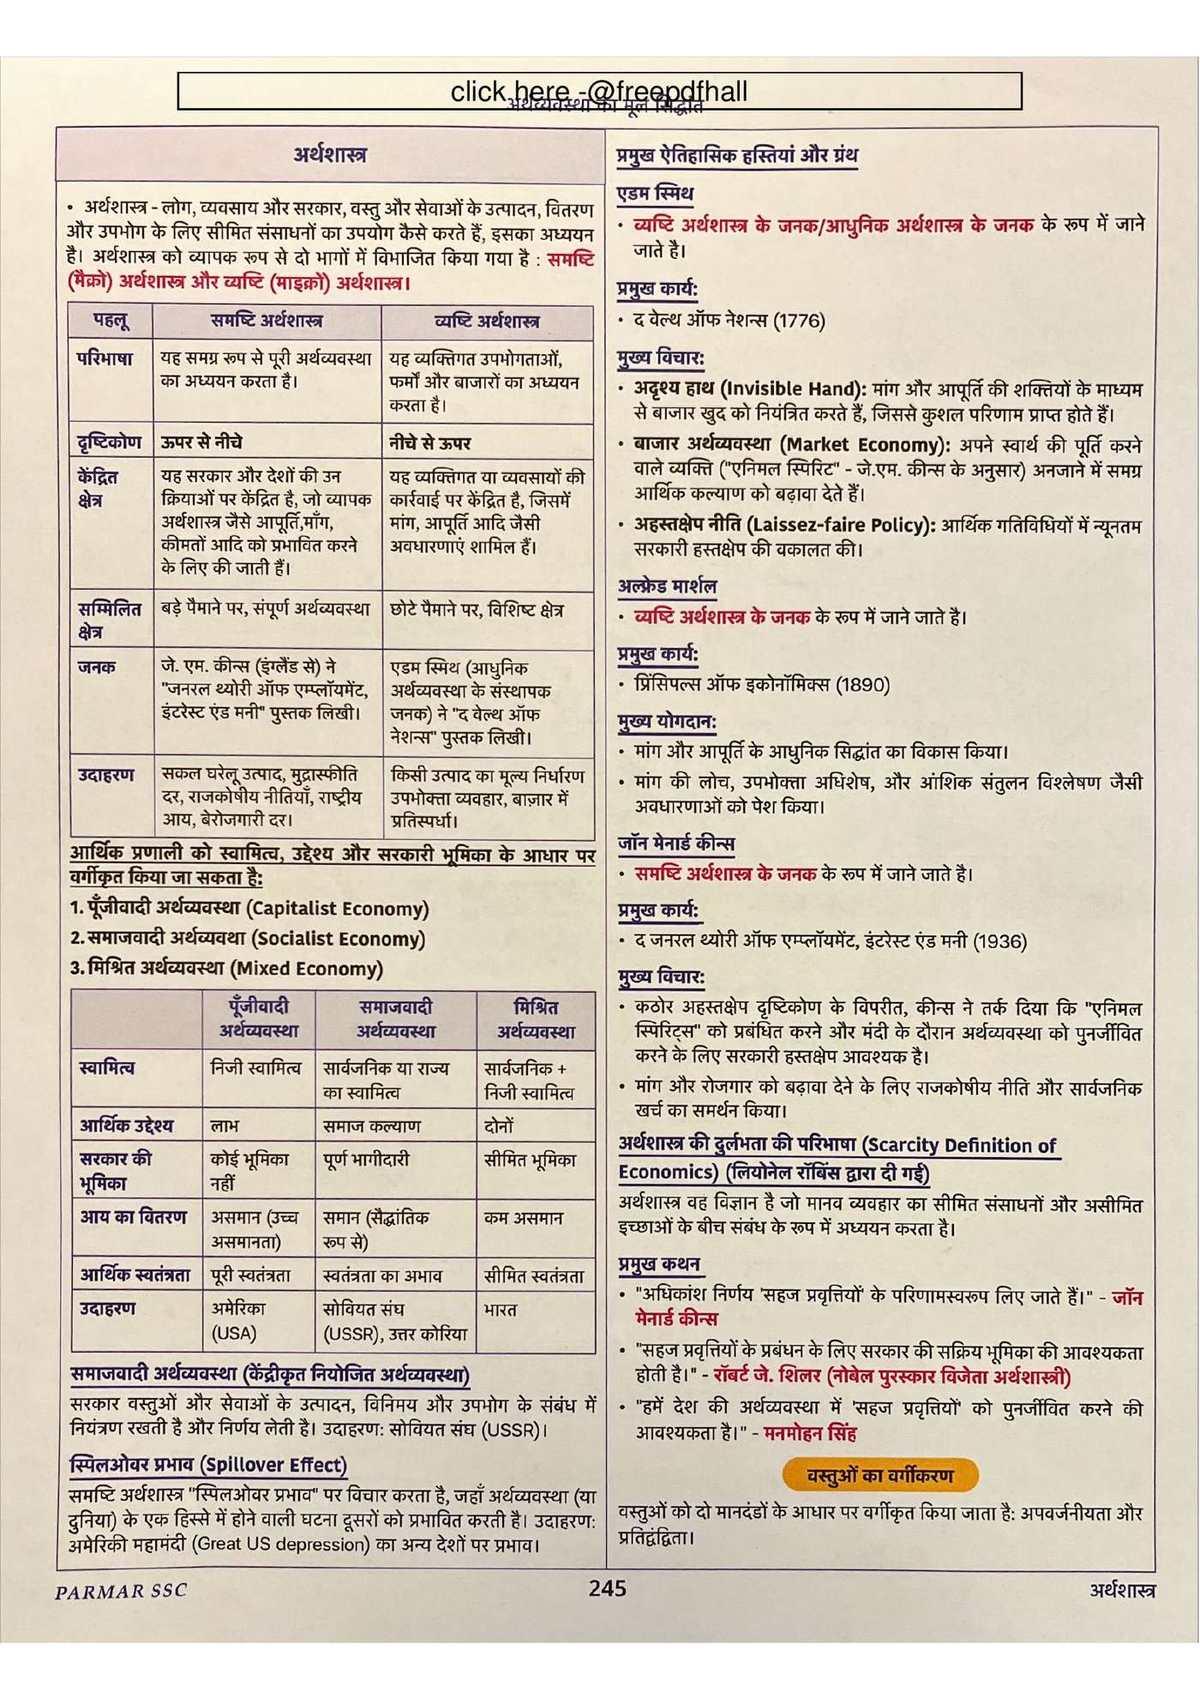 click here -@freepdfhall
अर्थव्यवस्था का मूल सिद्धांत
अर्थशास्त्र
• अर्थशास्त्र - लोग, व्यवसाय और सरकार, वस्तु और सेवाओं के उत्पादन, वितरण
और उपभोग के लिए सीमित संसाधनों का उपयोग कैसे करते हैं, इसका अध्ययन
है। अर्थशास्त्र को व्यापक रूप से दो भागों में विभाजित किया गया है : समष्टि
(मैक्रो) अर्थशास्त्र और व्यष्टि (माइक्रो) अर्थशास्त्र।
पहलू समष्टि अर्थशास्त्र व्यष्टि अर्थशास्त्र
परिभाषा यह समग्र रूप से पूरी अर्थव्यवस्था यह व्यक्तिगत उपभोगताओं,
का अध्ययन करता है। फर्मों और बाजारों का अध्ययन
करता है।
दृष्टिकोण ऊपर से नीचे नीचे से ऊपर
केंद्रित यह सरकार और देशों की उन यह व्यक्तिगत या व्यवसायों की
क्षेत्र क्रियाओं पर केंद्रित है, जो व्यापक कार्रवाई पर केंद्रित है, जिसमें
अर्थशास्त्र जैसे आपूर्ति,माँग, मांग, आपूर्ति आदि जैसी
कीमतों आदि को प्रभावित करने अवधारणाएं शामिल हैं।
के लिए की जाती हैं।
सम्मिलित बड़े पैमाने पर, संपूर्ण अर्थव्यवस्था छोटे पैमाने पर, विशिष्ट क्षेत्र
क्षेत्र
जनक जे. एम. कीन्स (इंग्लैंड से) ने एडम स्मिथ (आधुनिक
"जनरल थ्योरी ऑफ एम्प्लॉयमेंट, अर्थव्यवस्था के संस्थापक
इंटरेस्ट एंड मनी" पुस्तक लिखी। जनक) ने "द वेल्थ ऑफ
नेशन्स" पुस्तक लिखी।
उदाहरण सकल घरेलू उत्पाद, मुद्रास्फीति किसी उत्पाद का मूल्य निर्धारण
दर, राजकोषीय नीतियाँ, राष्ट्रीय उपभोक्ता व्यवहार, बाज़ार में
आय, बेरोजगारी दर। प्रतिस्पर्धा।
आर्थिक प्रणाली को स्वामित्व, उद्देश्य और सरकारी भूमिका के आधार पर
वर्गीकृत किया जा सकता है:
1. पूँजीवादी अर्थव्यवस्था (Capitalist Economy)
2. समाजवादी अर्थव्यवथा (Socialist Economy)
3. मिश्रित अर्थव्यवस्था (Mixed Economy)
पूँजीवादी समाजवादी मिश्रित
अर्थव्यवस्था अर्थव्यवस्था अर्थव्यवस्था
स्वामित्व निजी स्वामित्व सार्वजनिक या राज्य सार्वजनिक +
का स्वामित्व निजी स्वामित्व
आर्थिक उद्देश्य लाभ समाज कल्याण दोनों
सरकार की कोई भूमिका पूर्ण भागीदारी सीमित भूमिका
भूमिका नहीं
आय का वितरण असमान (उच्च समान (सैद्धांतिक कम असमान
असमानता) रूप से)
आर्थिक स्वतंत्रता पूरी स्वतंत्रता स्वतंत्रता का अभाव सीमित स्वतंत्रता
उदाहरण अमेरिका सोवियत संघ भारत
(USA) (USSR), उत्तर कोरिया
समाजवादी अर्थव्यवस्था (केंद्रीकृत नियोजित अर्थव्यवस्था)
सरकार वस्तुओं और सेवाओं के उत्पादन, विनिमय और उपभोग के संबंध में
नियंत्रण रखती है और निर्णय लेती है। उदाहरण: सोवियत संघ (USSR)।
स्पिलओवर प्रभाव (Spillover Effect)
समष्टि अर्थशास्त्र "स्पिलओवर प्रभाव" पर विचार करता है, जहाँ अर्थव्यवस्था (या
दुनिया) के एक हिस्से में होने वाली घटना दूसरों को प्रभावित करती है। उदाहरण:
अमेरिकी महामंदी (Great US depression) का अन्य देशों पर प्रभाव।
प्रमुख ऐतिहासिक हस्तियां और ग्रंथ
एडम स्मिथ
• व्यष्टि अर्थशास्त्र के जनक/आधुनिक अर्थशास्त्र के जनक के रूप में जाने
जाते है।
प्रमुख कार्य:
• द वेल्थ ऑफ नेशन्स (1776)
मुख्य विचार:
• अदृश्य हाथ (Invisible Hand): मांग और आपूर्ति की शक्तियों के माध्यम
से बाजार खुद को नियंत्रित करते हैं, जिससे कुशल परिणाम प्राप्त होते हैं।
• बाजार अर्थव्यवस्था (Market Economy): अपने स्वार्थ की पूर्ति करने
वाले व्यक्ति ("एनिमल स्पिरिट" - जे.एम. कीन्स के अनुसार) अनजाने में समग्र
आर्थिक कल्याण को बढ़ावा देते हैं।
• अहस्तक्षेप नीति (Laissez-faire Policy): आर्थिक गतिविधियों में न्यूनतम
सरकारी हस्तक्षेप की वकालत की।
अल्फ्रेड मार्शल
• व्यष्टि अर्थशास्त्र के जनक के रूप में जाने जाते है।
प्रमुख कार्य:
• प्रिंसिपल्स ऑफ इकोनॉमिक्स (1890)
मुख्य योगदान:
• मांग और आपूर्ति के आधुनिक सिद्धांत का विकास किया।
• मांग की लोच, उपभोक्ता अधिशेष, और आंशिक संतुलन विश्लेषण जैसी
अवधारणाओं को पेश किया।
जॉन मेनार्ड कीन्स
• समष्टि अर्थशास्त्र के जनक के रूप में जाने जाते है।
प्रमुख कार्य:
• द जनरल थ्योरी ऑफ एम्प्लॉयमेंट, इंटरेस्ट एंड मनी (1936)
मुख्य विचार:
• कठोर अहस्तक्षेप दृष्टिकोण के विपरीत, कीन्स ने तर्क दिया कि "एनिमल
स्पिरिट्स" को प्रबंधित करने और मंदी के दौरान अर्थव्यवस्था को पुनर्जीवित
करने के लिए सरकारी हस्तक्षेप आवश्यक है।
• मांग और रोजगार को बढ़ावा देने के लिए राजकोषीय नीति और सार्वजनिक
खर्च का समर्थन किया।
अर्थशास्त्र की दुर्लभता की परिभाषा (Scarcity Definition of
Economics) (लियोनेल रॉबिंस द्वारा दी गई)
अर्थशास्त्र वह विज्ञान है जो मानव व्यवहार का सीमित संसाधनों और असीमित
इच्छाओं के बीच संबंध के रूप में अध्ययन करता है।
प्रमुख कथन
• "अधिकांश निर्णय 'सहज प्रवृत्तियों' के परिणामस्वरूप लिए जाते हैं।" - जॉन
मेनार्ड कीन्स
• "सहज प्रवृत्तियों के प्रबंधन के लिए सरकार की सक्रिय भूमिका की आवश्यकता
होती है।" - रॉबर्ट जे. शिलर (नोबेल पुरस्कार विजेता अर्थशास्त्री)
• "हमें देश की अर्थव्यवस्था में 'सहज प्रवृत्तियों' को पुनर्जीवित करने की
आवश्यकता है।" - मनमोहन सिंह
वस्तुओं का वर्गीकरण
वस्तुओं को दो मानदंडों के आधार पर वर्गीकृत किया जाता है: अपवर्जनीयता और
प्रतिद्वंद्विता।
PARMAR SSC 245 अर्थशास्त्र